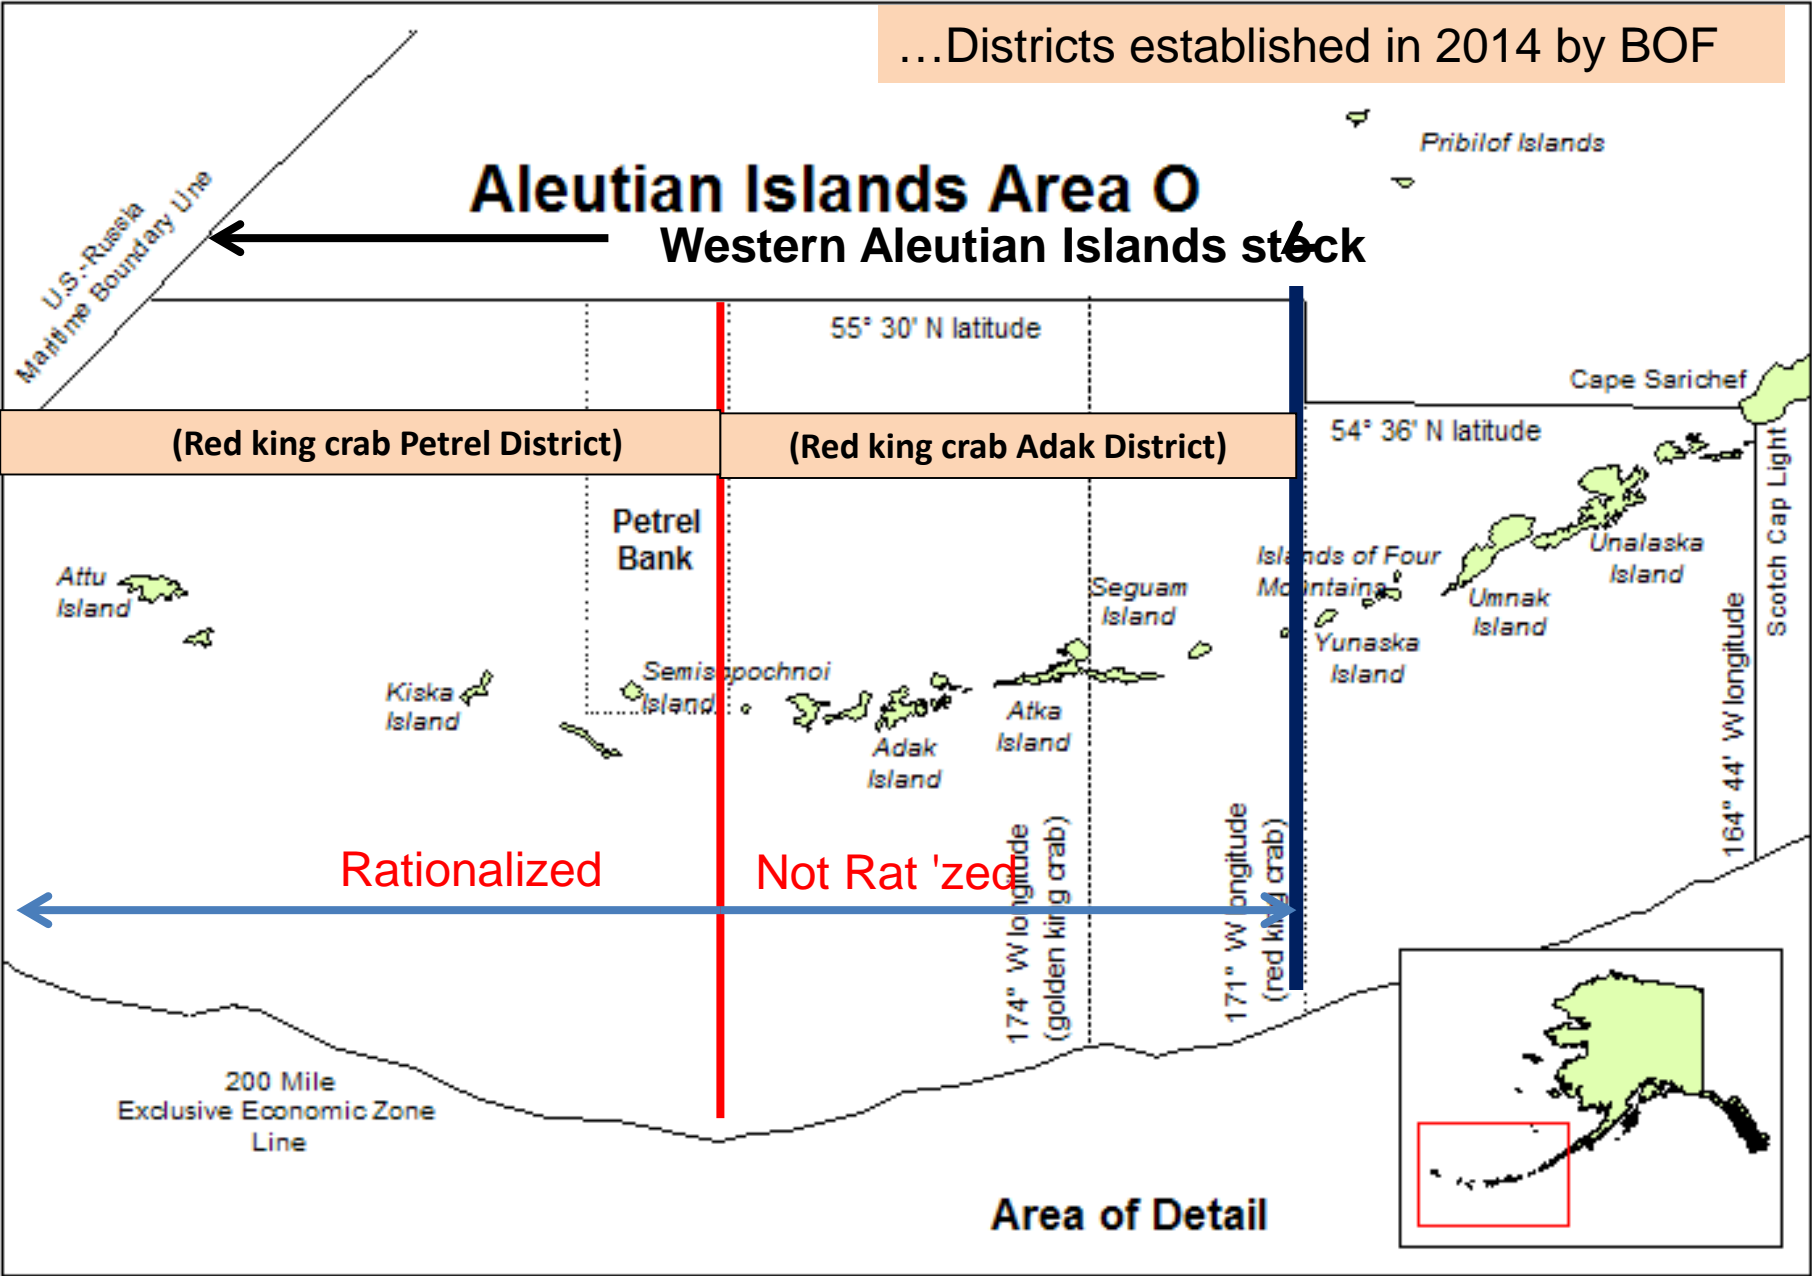 …Districts established in 2014 by BOF
Pribilof Islands
Aleutian Islands Area O
Western Aleutian Islands stock
U.S.-Russia
Maritime Boundary Line
55° 30' N latitude
Cape Sarichef
54° 36' N latitude
(Red king crab Petrel District)
(Red king crab Adak District)
Scotch Cap Light
Petrel
Bank
Attu
Island
Kiska
Island
Semisopochnoi
Island
Adak
Island
Atka
Island
Seguam
Island
Islands of Four
Mountains
Yunaska
Island
Umnak
Island
Unalaska
Island
164° 44' W longitude
Rationalized
Not Rat 'zed
174° W longitude
(golden king crab)
171° W longitude
(red king crab)
200 Mile
Exclusive Economic Zone
Line
Area of Detail